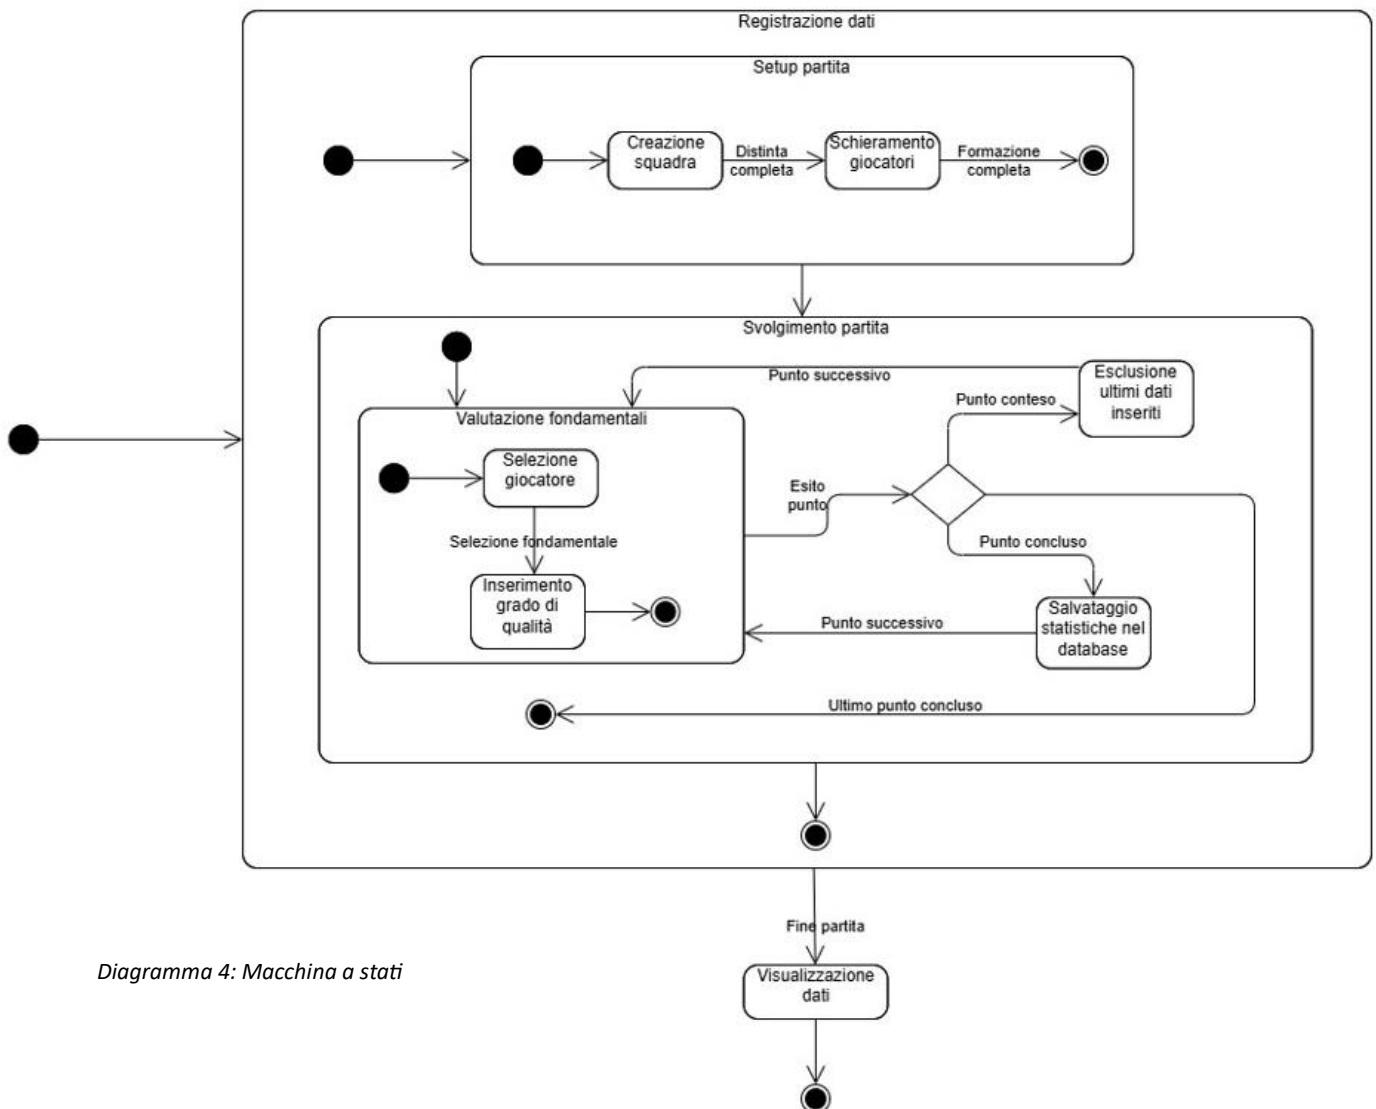 Registrazione dati
Setup partita
Creazione
squadra
Distinta
completa
Schieramento
giocatori
Formazione
completa
Svolgimento partita
Punto successivo
Esclusione
ultimi dati
inseriti
Punto conteso
Valutazione fondamentali
Selezione
giocatore
Esito
punto
Selezione fondamentale
Punto concluso
Inserimento
grado di
qualità
Salvataggio
statistiche nel
database
Punto successivo
Ultimo punto concluso
Fine partita
Visualizzazione
dati
Diagramma 4: Macchina a stati